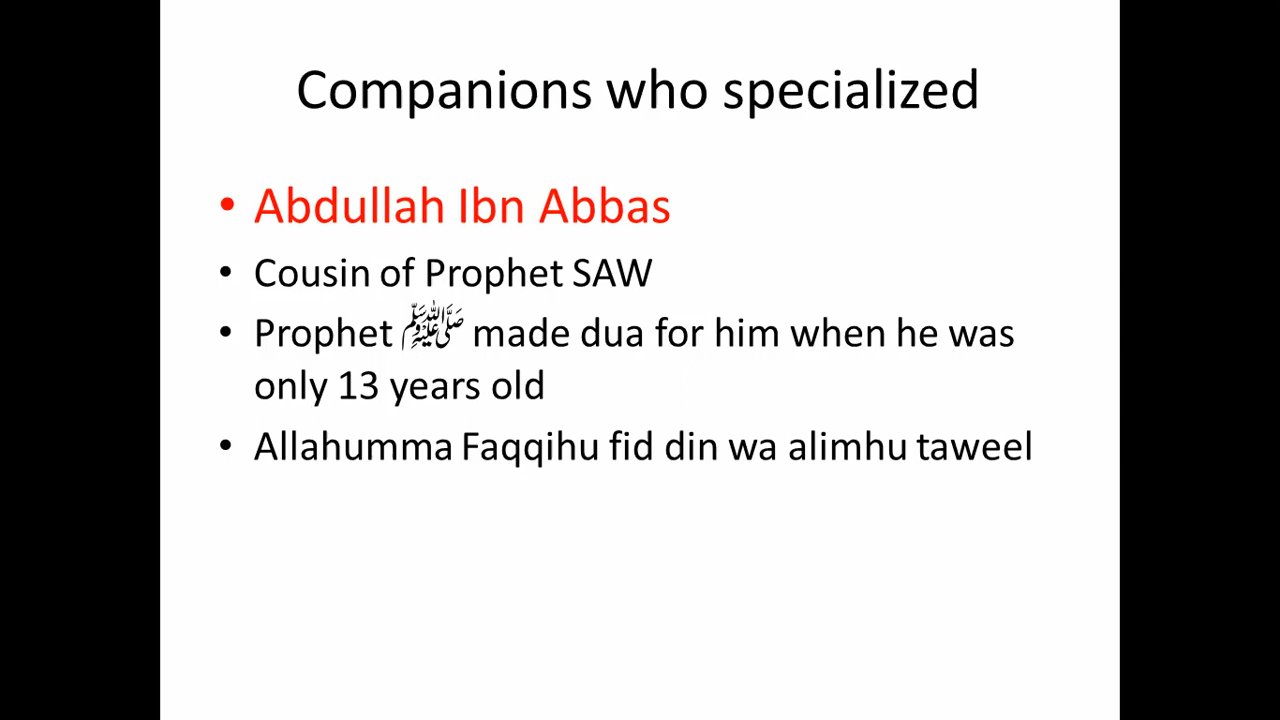 Companions who specialized
• Abdullah Ibn Abbas
• Cousin of Prophet SAW
• Prophet ﷺ made dua for him when he was
only 13 years old
• Allahumma Faqqihu fid din wa alimhu taweel